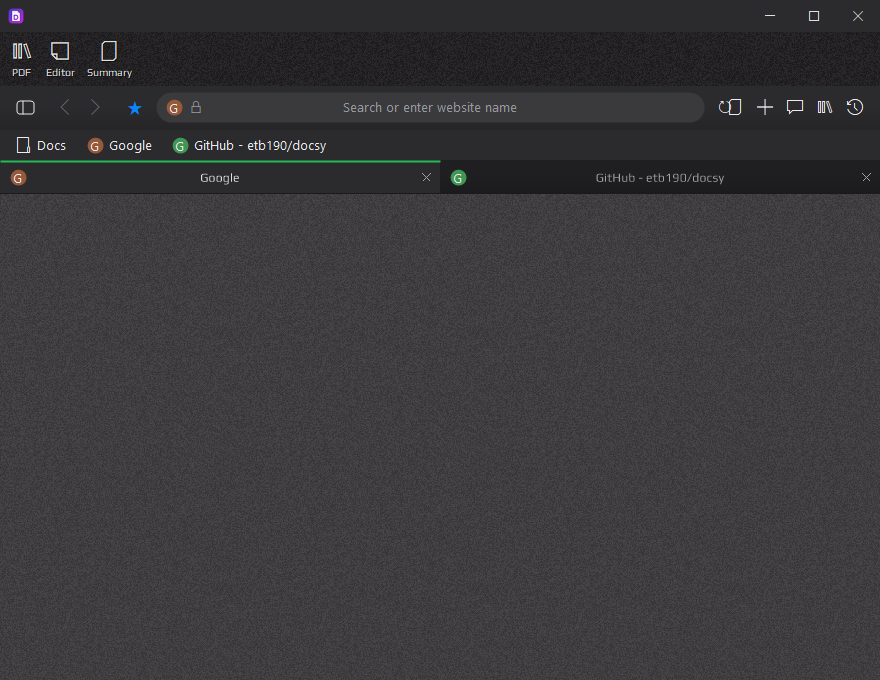 PDF Editor Summary
G Search or enter website name
Docs G Google G GitHub - etb190/docsy
G Google G GitHub - etb190/docsy